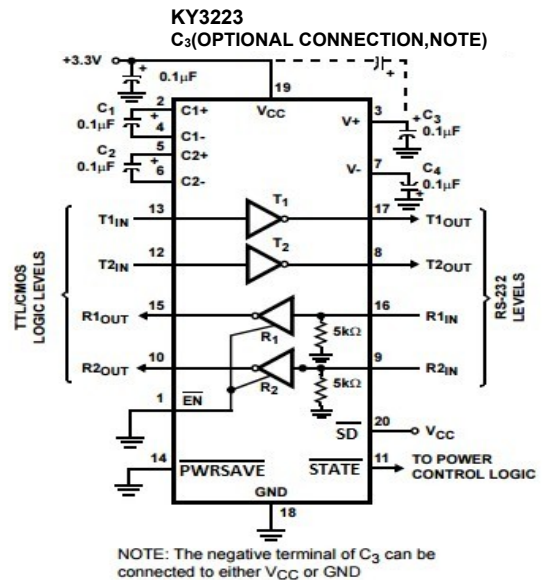 KY3223
C3(OPTIONAL CONNECTION,NOTE)
+3.3V
+
0.1µF
+
19
VCC
C1
0.1µF
+
2
C1+
4
C1-
C2
0.1µF
+
5
C2+
6
C2-
V+
3
+
C3
0.1µF
V-
7
C4
0.1µF
+
T1IN
13
T1
17
T1OUT
T2IN
12
T2
8
T2OUT
TTL/CMOS
LOGIC LEVELS
RS-232
LEVELS
R1OUT
15
R1
5kΩ
16
R1IN
R2OUT
10
R2
5kΩ
9
R2IN
1
EN
SD
20
VCC
14
PWRSAVE
STATE
11
TO POWER
CONTROL LOGIC
GND
18
NOTE: The negative terminal of C3 can be
connected to either VCC or GND